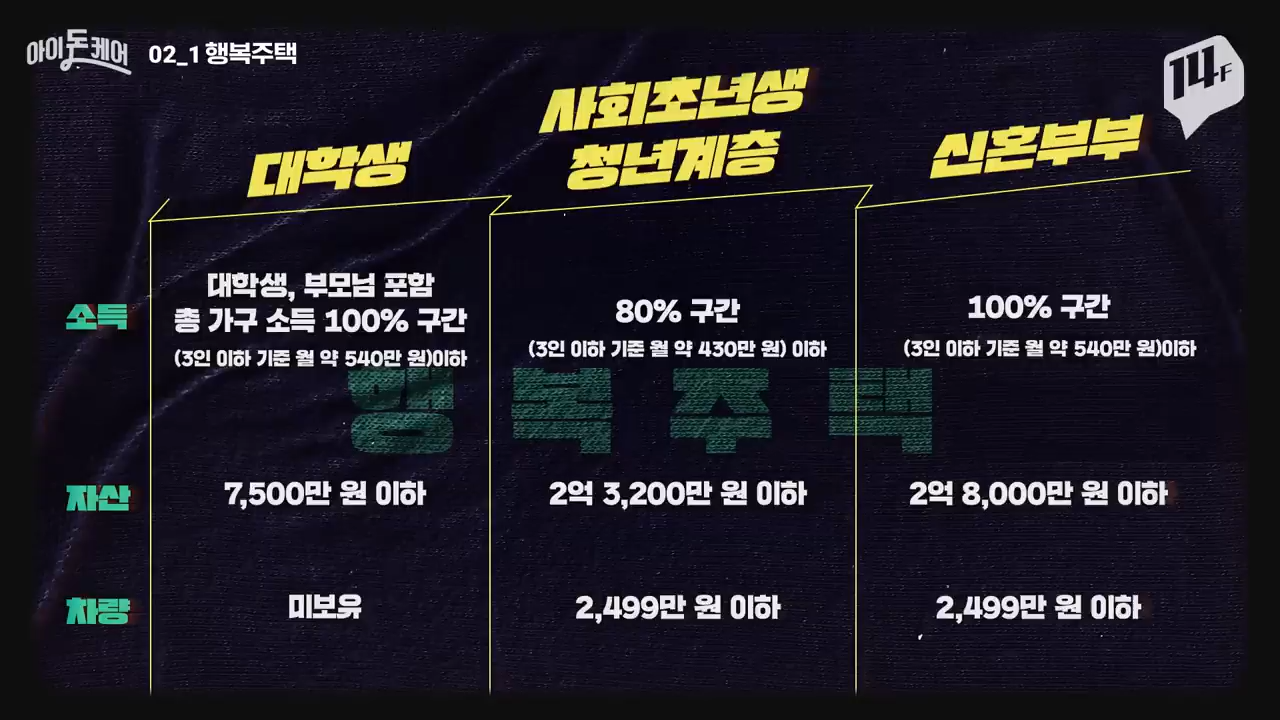 아이돈케어
02_1 행복주택
14F
대학생
사회초년생
청년계층
신혼부부
소득
대학생, 부모님 포함
총 가구 소득 100% 구간
(3인 이하 기준 월 약 540만 원)이하
80% 구간
(3인 이하 기준 월 약 430만 원) 이하
100% 구간
(3인 이하 기준 월 약 540만 원)이하
행복주택
자산
7,500만 원 이하
2억 3,200만 원 이하
2억 8,000만 원 이하
차량
미보유
2,499만 원 이하
2,499만 원 이하